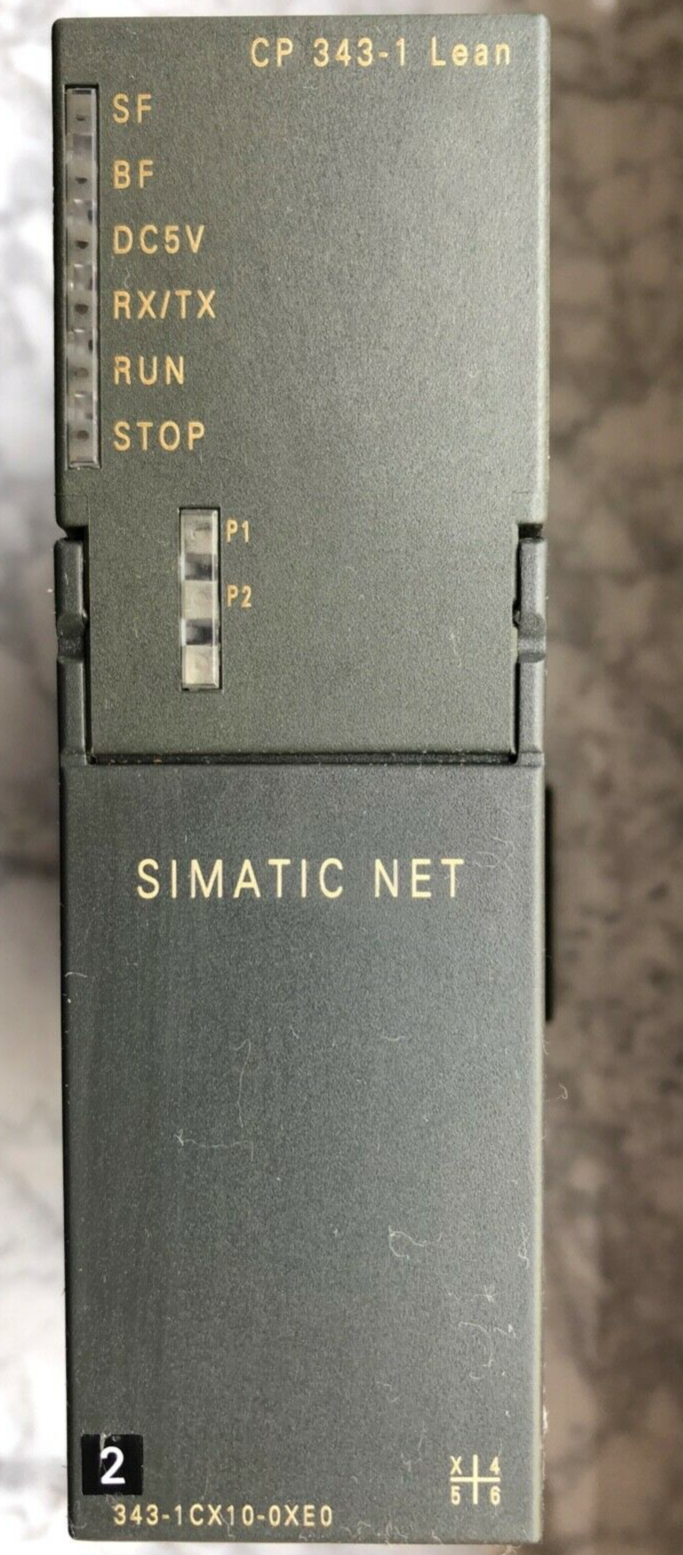 CP 343-1 Lean
SF
BF
DC5V
RX/TX
RUN
STOP
P1
P2
SIMATIC NET
2
X 4
5 6
343-1CX10-0XE0